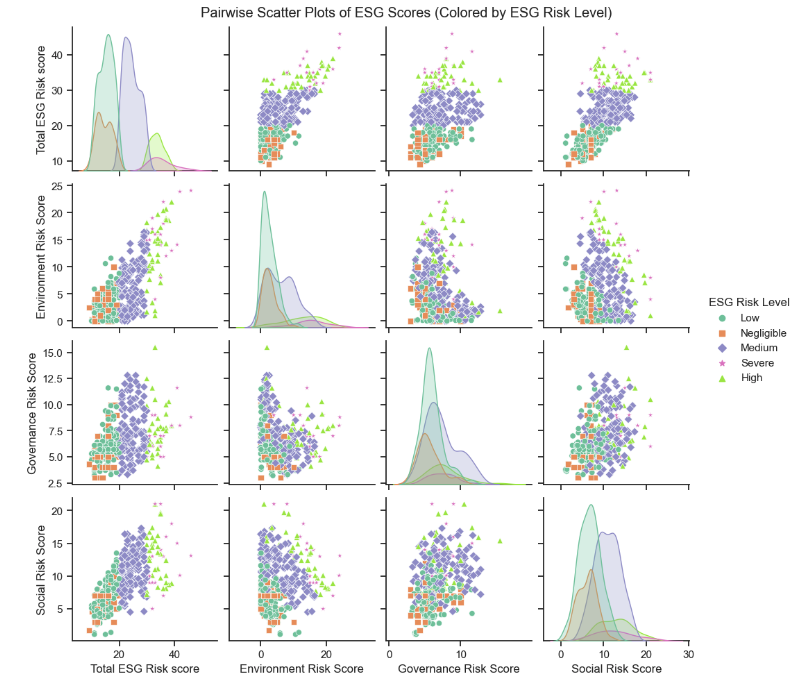 Pairwise Scatter Plots of ESG Scores (Colored by ESG Risk Level)
Total ESG Risk score
40
30
20
10
Environment Risk Score
25
20
15
10
5
0
Governance Risk Score
15.0
12.5
10.0
7.5
5.0
2.5
Social Risk Score
20
15
10
5
20 40
Total ESG Risk score
0 20
Environment Risk Score
0 10
Governance Risk Score
0 10 20 30
Social Risk Score
ESG Risk Level
Low
Negligible
Medium
Severe
High